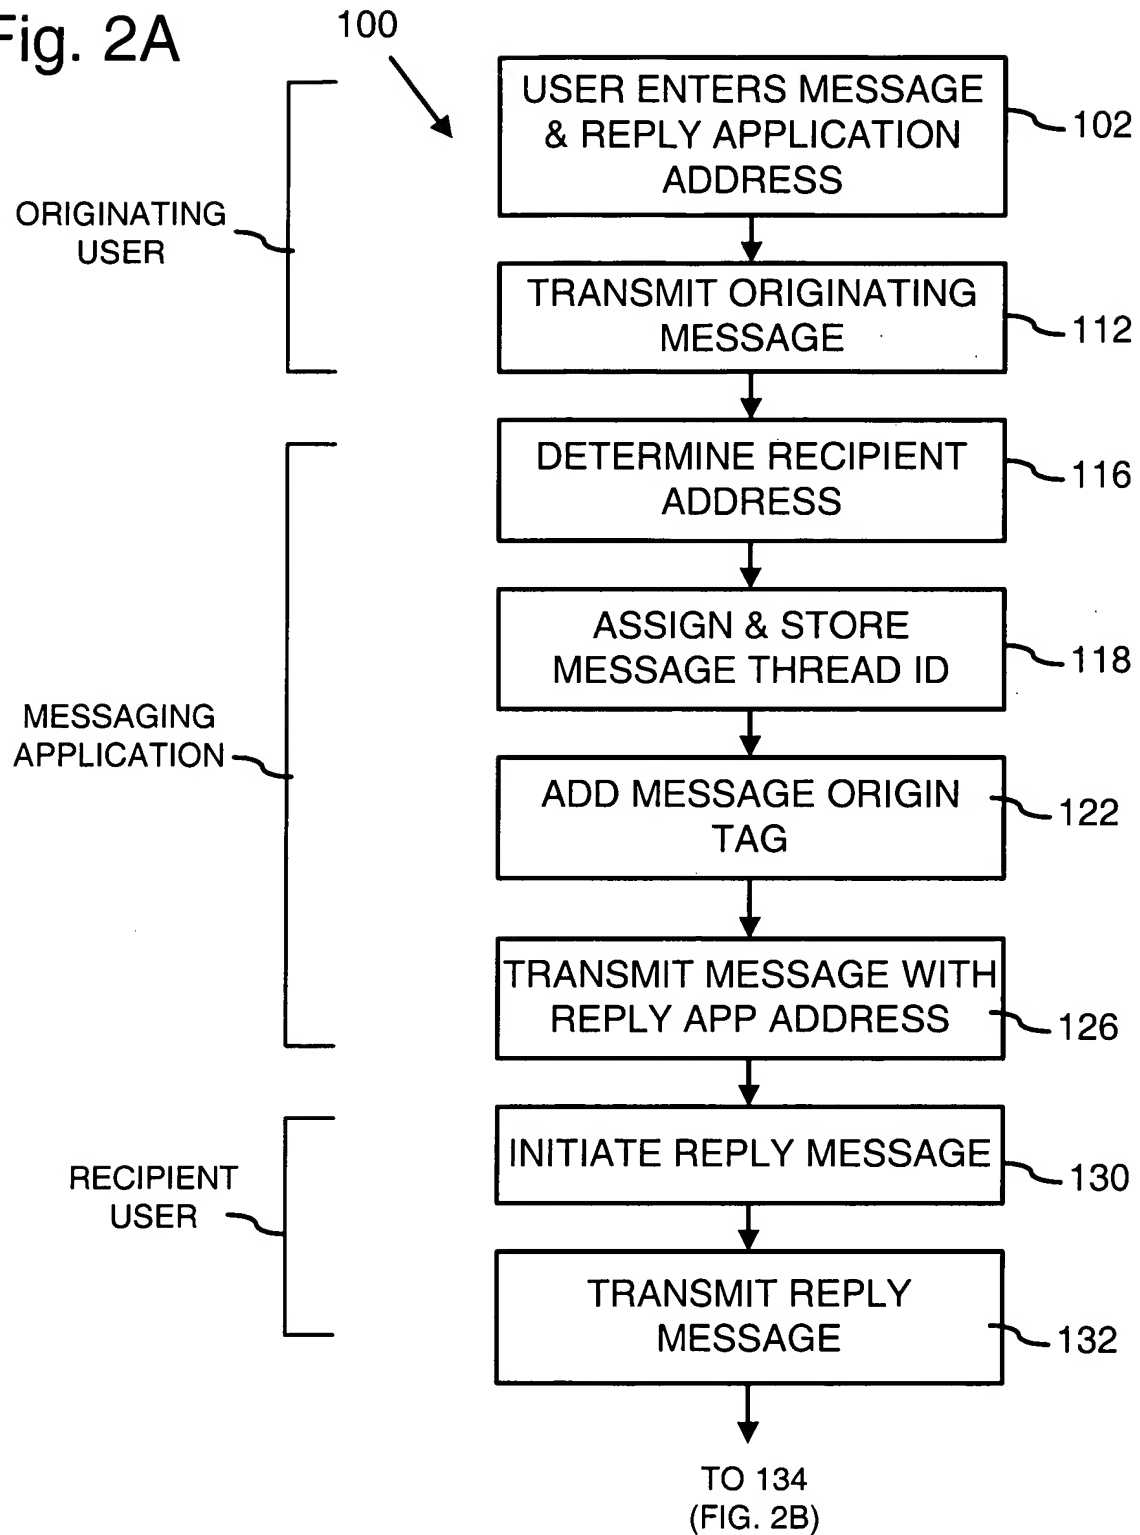 Fig. 2A
100
USER ENTERS MESSAGE
& REPLY APPLICATION
ADDRESS
102
ORIGINATING
USER
TRANSMIT ORIGINATING
MESSAGE
112
DETERMINE RECIPIENT
ADDRESS
116
ASSIGN & STORE
MESSAGE THREAD ID
118
MESSAGING
APPLICATION
ADD MESSAGE ORIGIN
TAG
122
TRANSMIT MESSAGE WITH
REPLY APP ADDRESS
126
INITIATE REPLY MESSAGE
130
RECIPIENT
USER
TRANSMIT REPLY
MESSAGE
132
TO 134
(FIG. 2B)